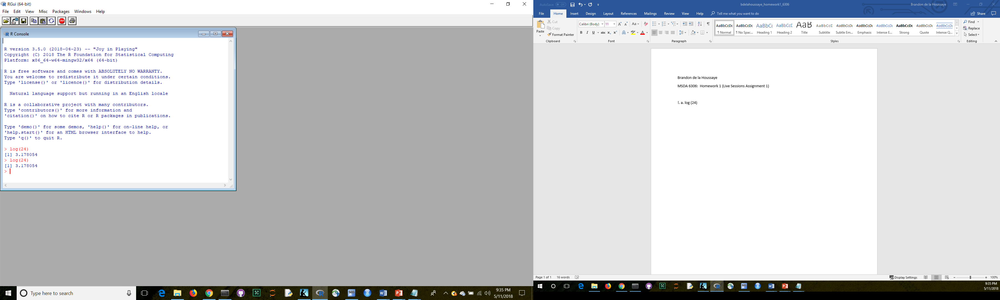 RGui (64-bit)
File Edit View Misc Packages Windows Help
STOP
R Console
R version 3.5.0 (2018-04-23) -- "Joy in Playing"
Copyright (C) 2018 The R Foundation for Statistical Computing
Platform: x86_64-w64-mingw32/x64 (64-bit)
R is free software and comes with ABSOLUTELY NO WARRANTY.
You are welcome to redistribute it under certain conditions.
Type 'license()' or 'licence()' for distribution details.
Natural language support but running in an English locale
R is a collaborative project with many contributors.
Type 'contributors()' for more information and
'citation()' on how to cite R or R packages in publications.
Type 'demo()' for some demos, 'help()' for on-line help, or
'help.start()' for an HTML browser interface to help.
Type 'q()' to quit R.
> log(24)
[1] 3.178054
> log(24)
[1] 3.178054
>
Type here to search
9:35 PM
5/11/2018
AutoSave Off
bdelahoussaye_homework1_6306
Brandon de la Houssaye
File Home Insert Design Layout References Mailings Review View Help Tell me what you want to do
Share
Paste
Cut
Copy
Format Painter
Clipboard
Calibri (Body) 11
Font
Paragraph
AaBbCcDc AaBbCcDc AaBbCc AaBbCcE AaB AaBbCcD AaBbCcDc AaBbCcDc AaBbCcDc AaBbCcDc AaBbCcDc AaBbCcDc
¶ Normal ¶ No Spac... Heading 1 Heading 2 Title Subtitle Subtle Em... Emphasis Intense E... Strong Quote Intense Q...
Styles
Find
Replace
Select
Editing
Brandon de la Houssaye
MSDA 6306: Homework 1 (Live Sessions Assignment 1)
!. a. log (24)
Page 1 of 1 16 words
Display Settings
100%
9:35 PM
5/11/2018